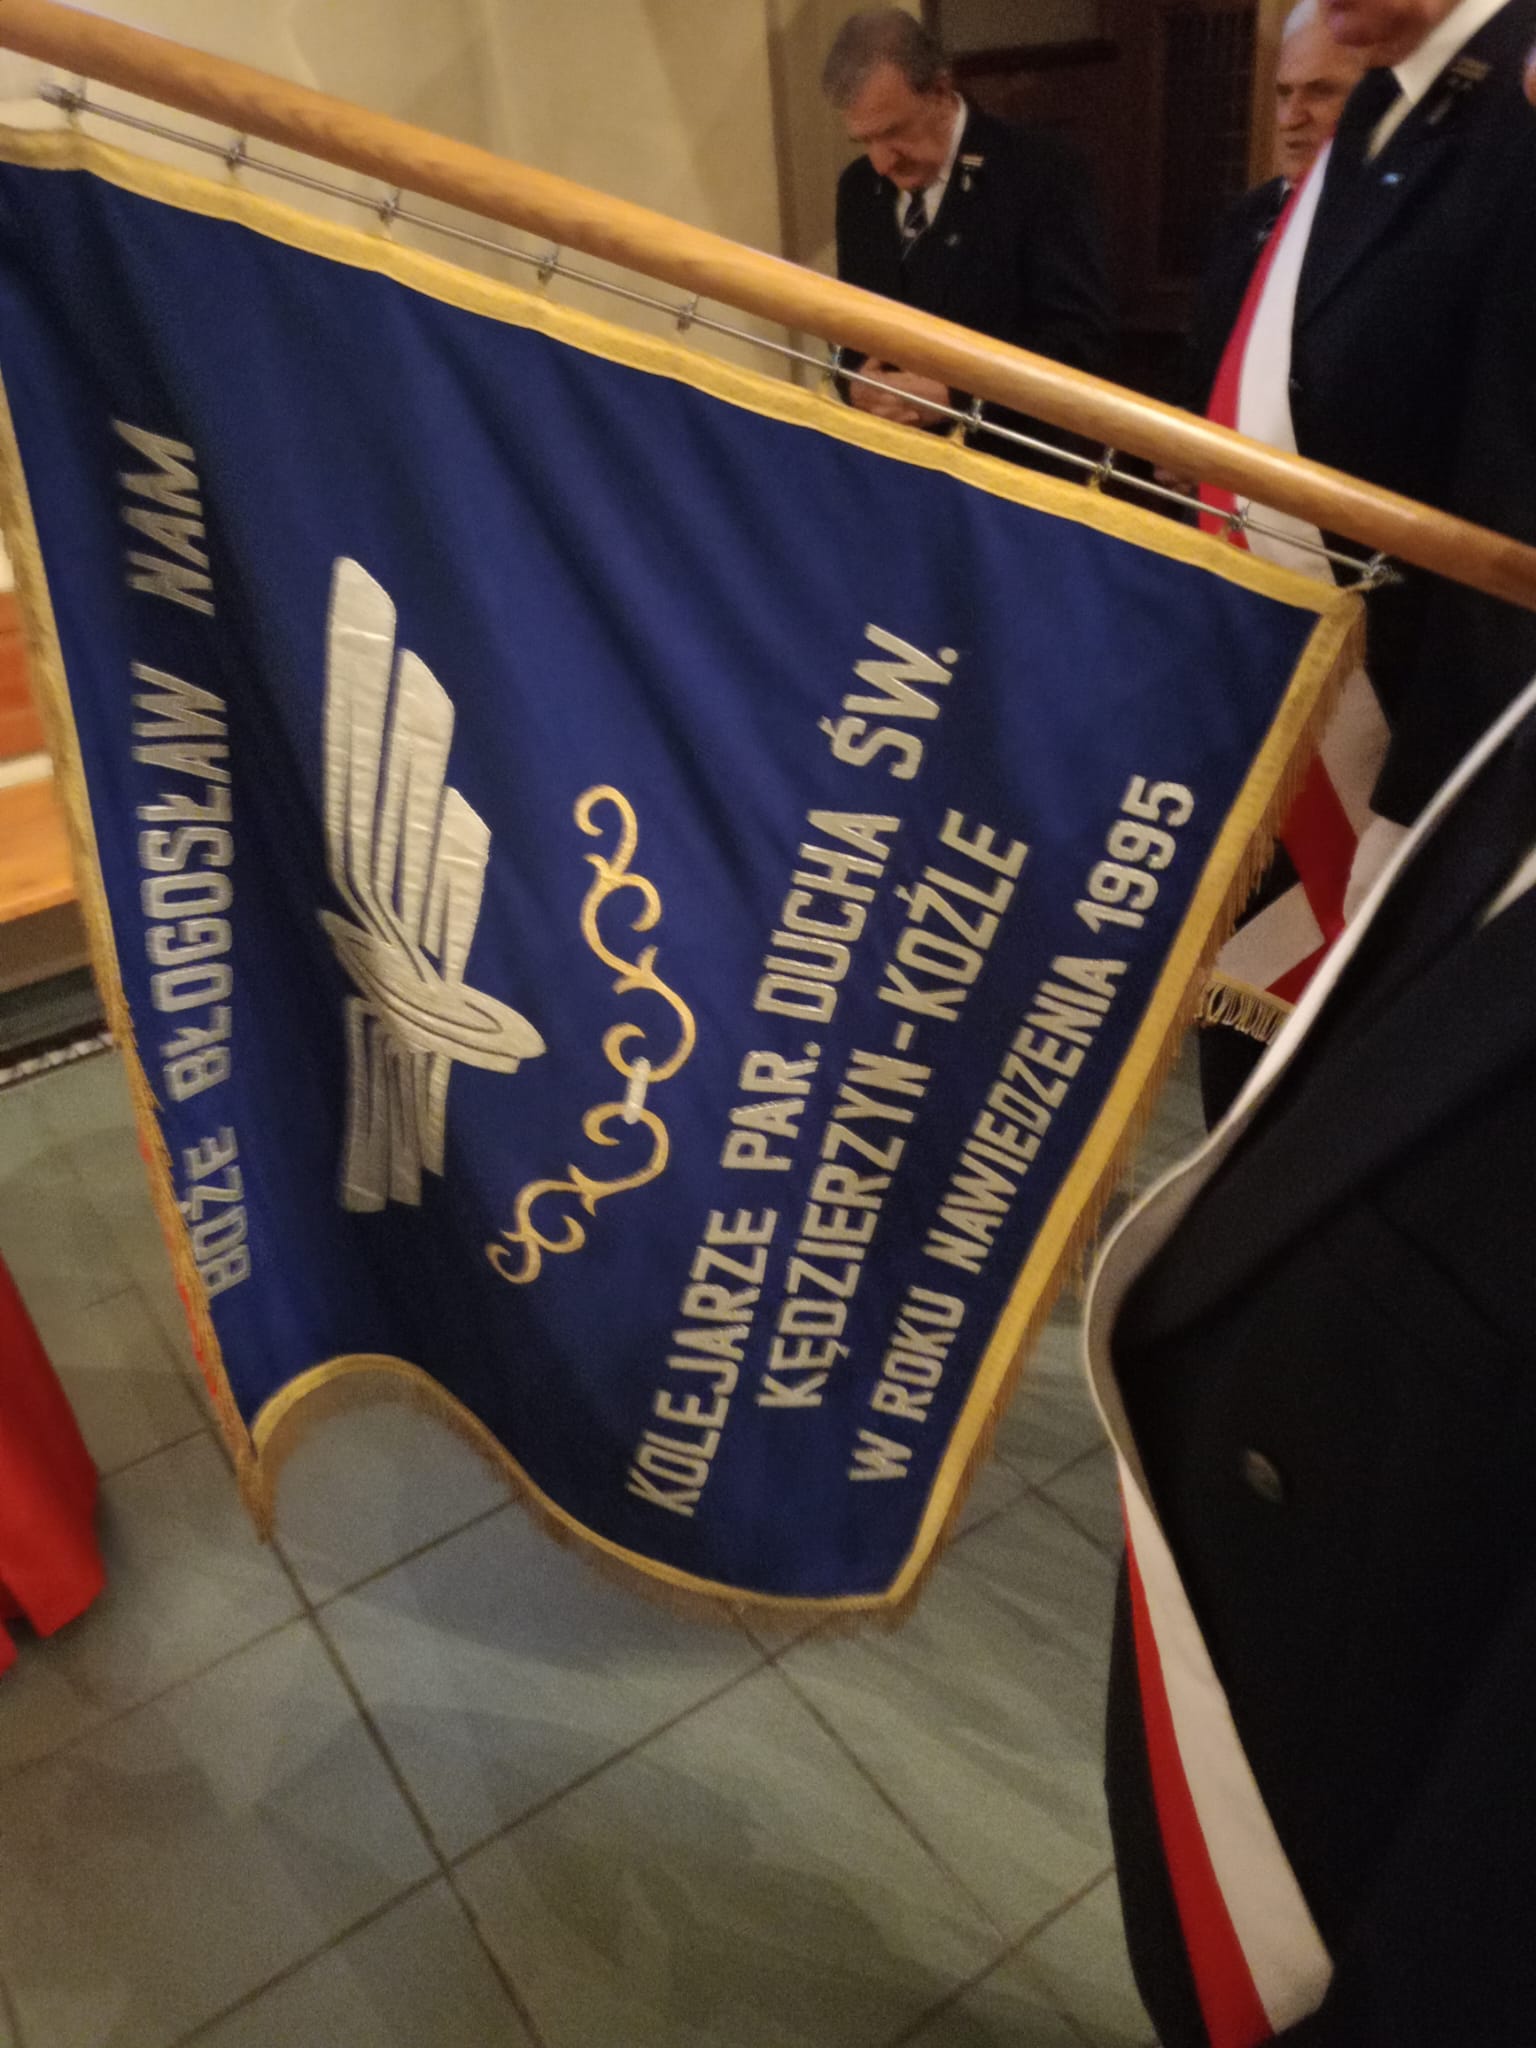 BOŻE BŁOGOSŁAW NAM
KOLEJARZE PAR. DUCHA ŚW.
KĘDZIERZYN-KOŹLE
W ROKU NAWIEDZENIA 1995